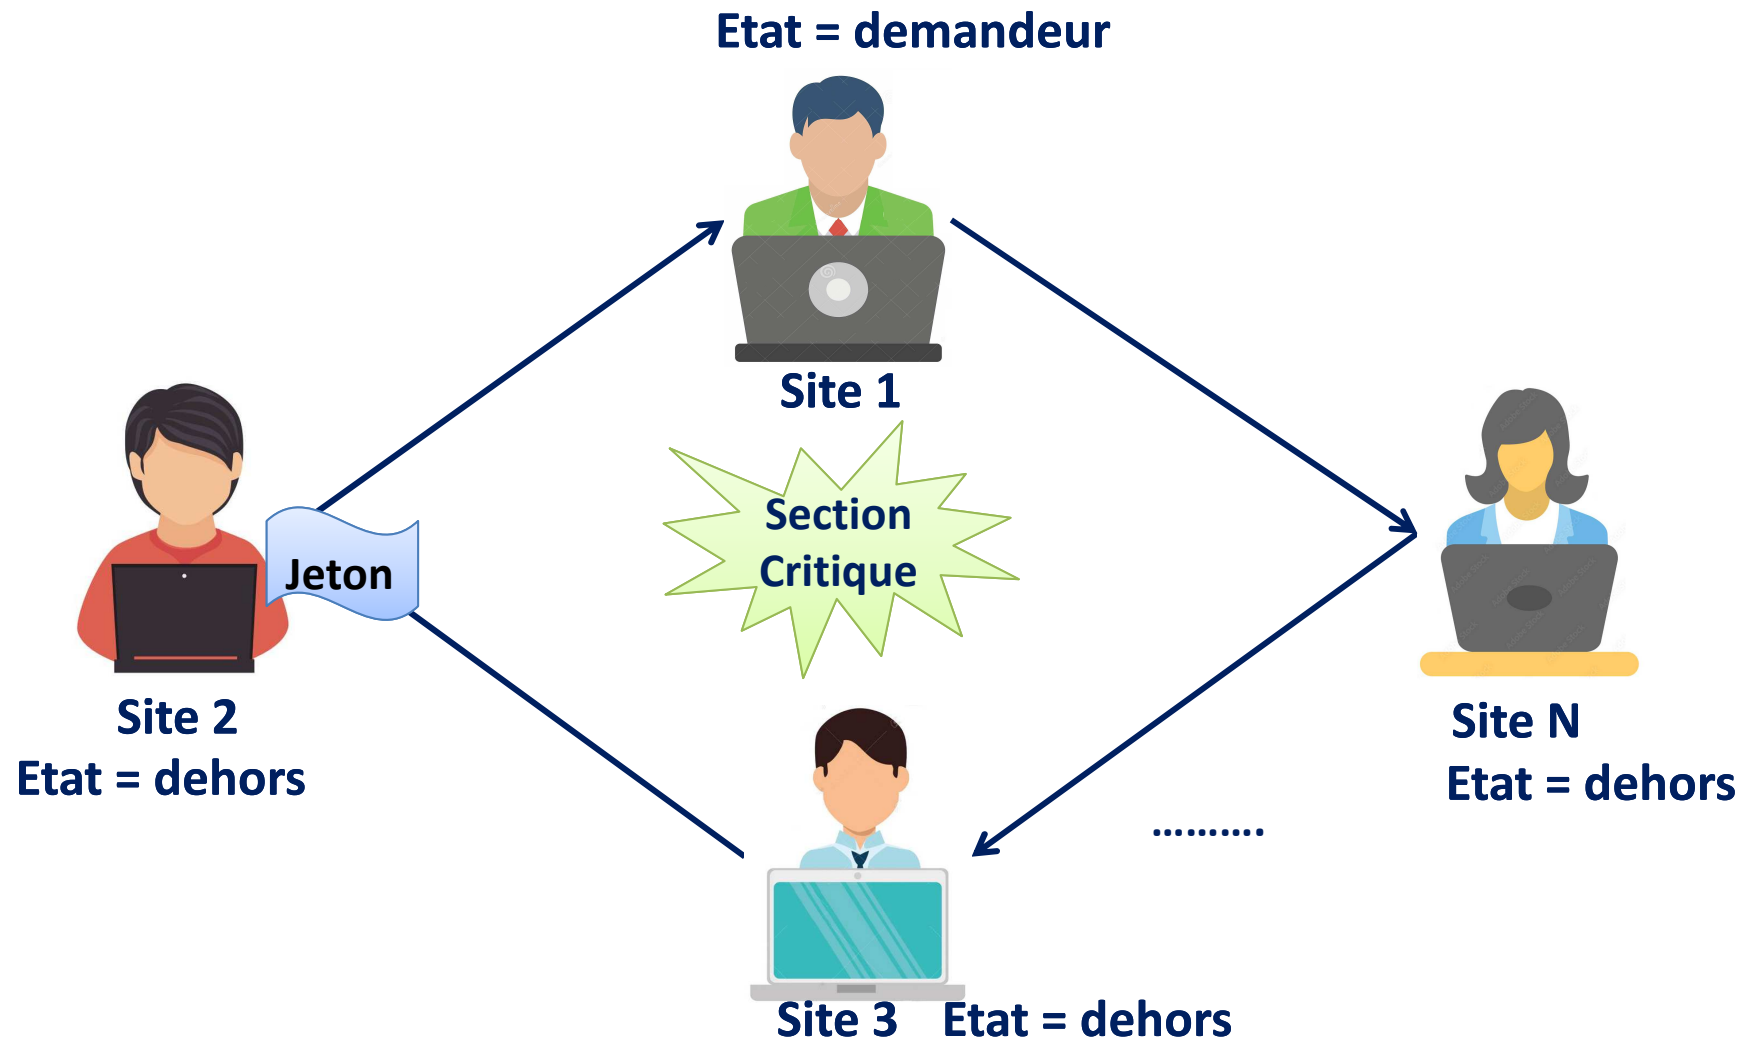 Etat = demandeur
Site 1
Section
Critique
Jeton
Site 2
Etat = dehors
Site N
Etat = dehors
..........
Site 3 Etat = dehors